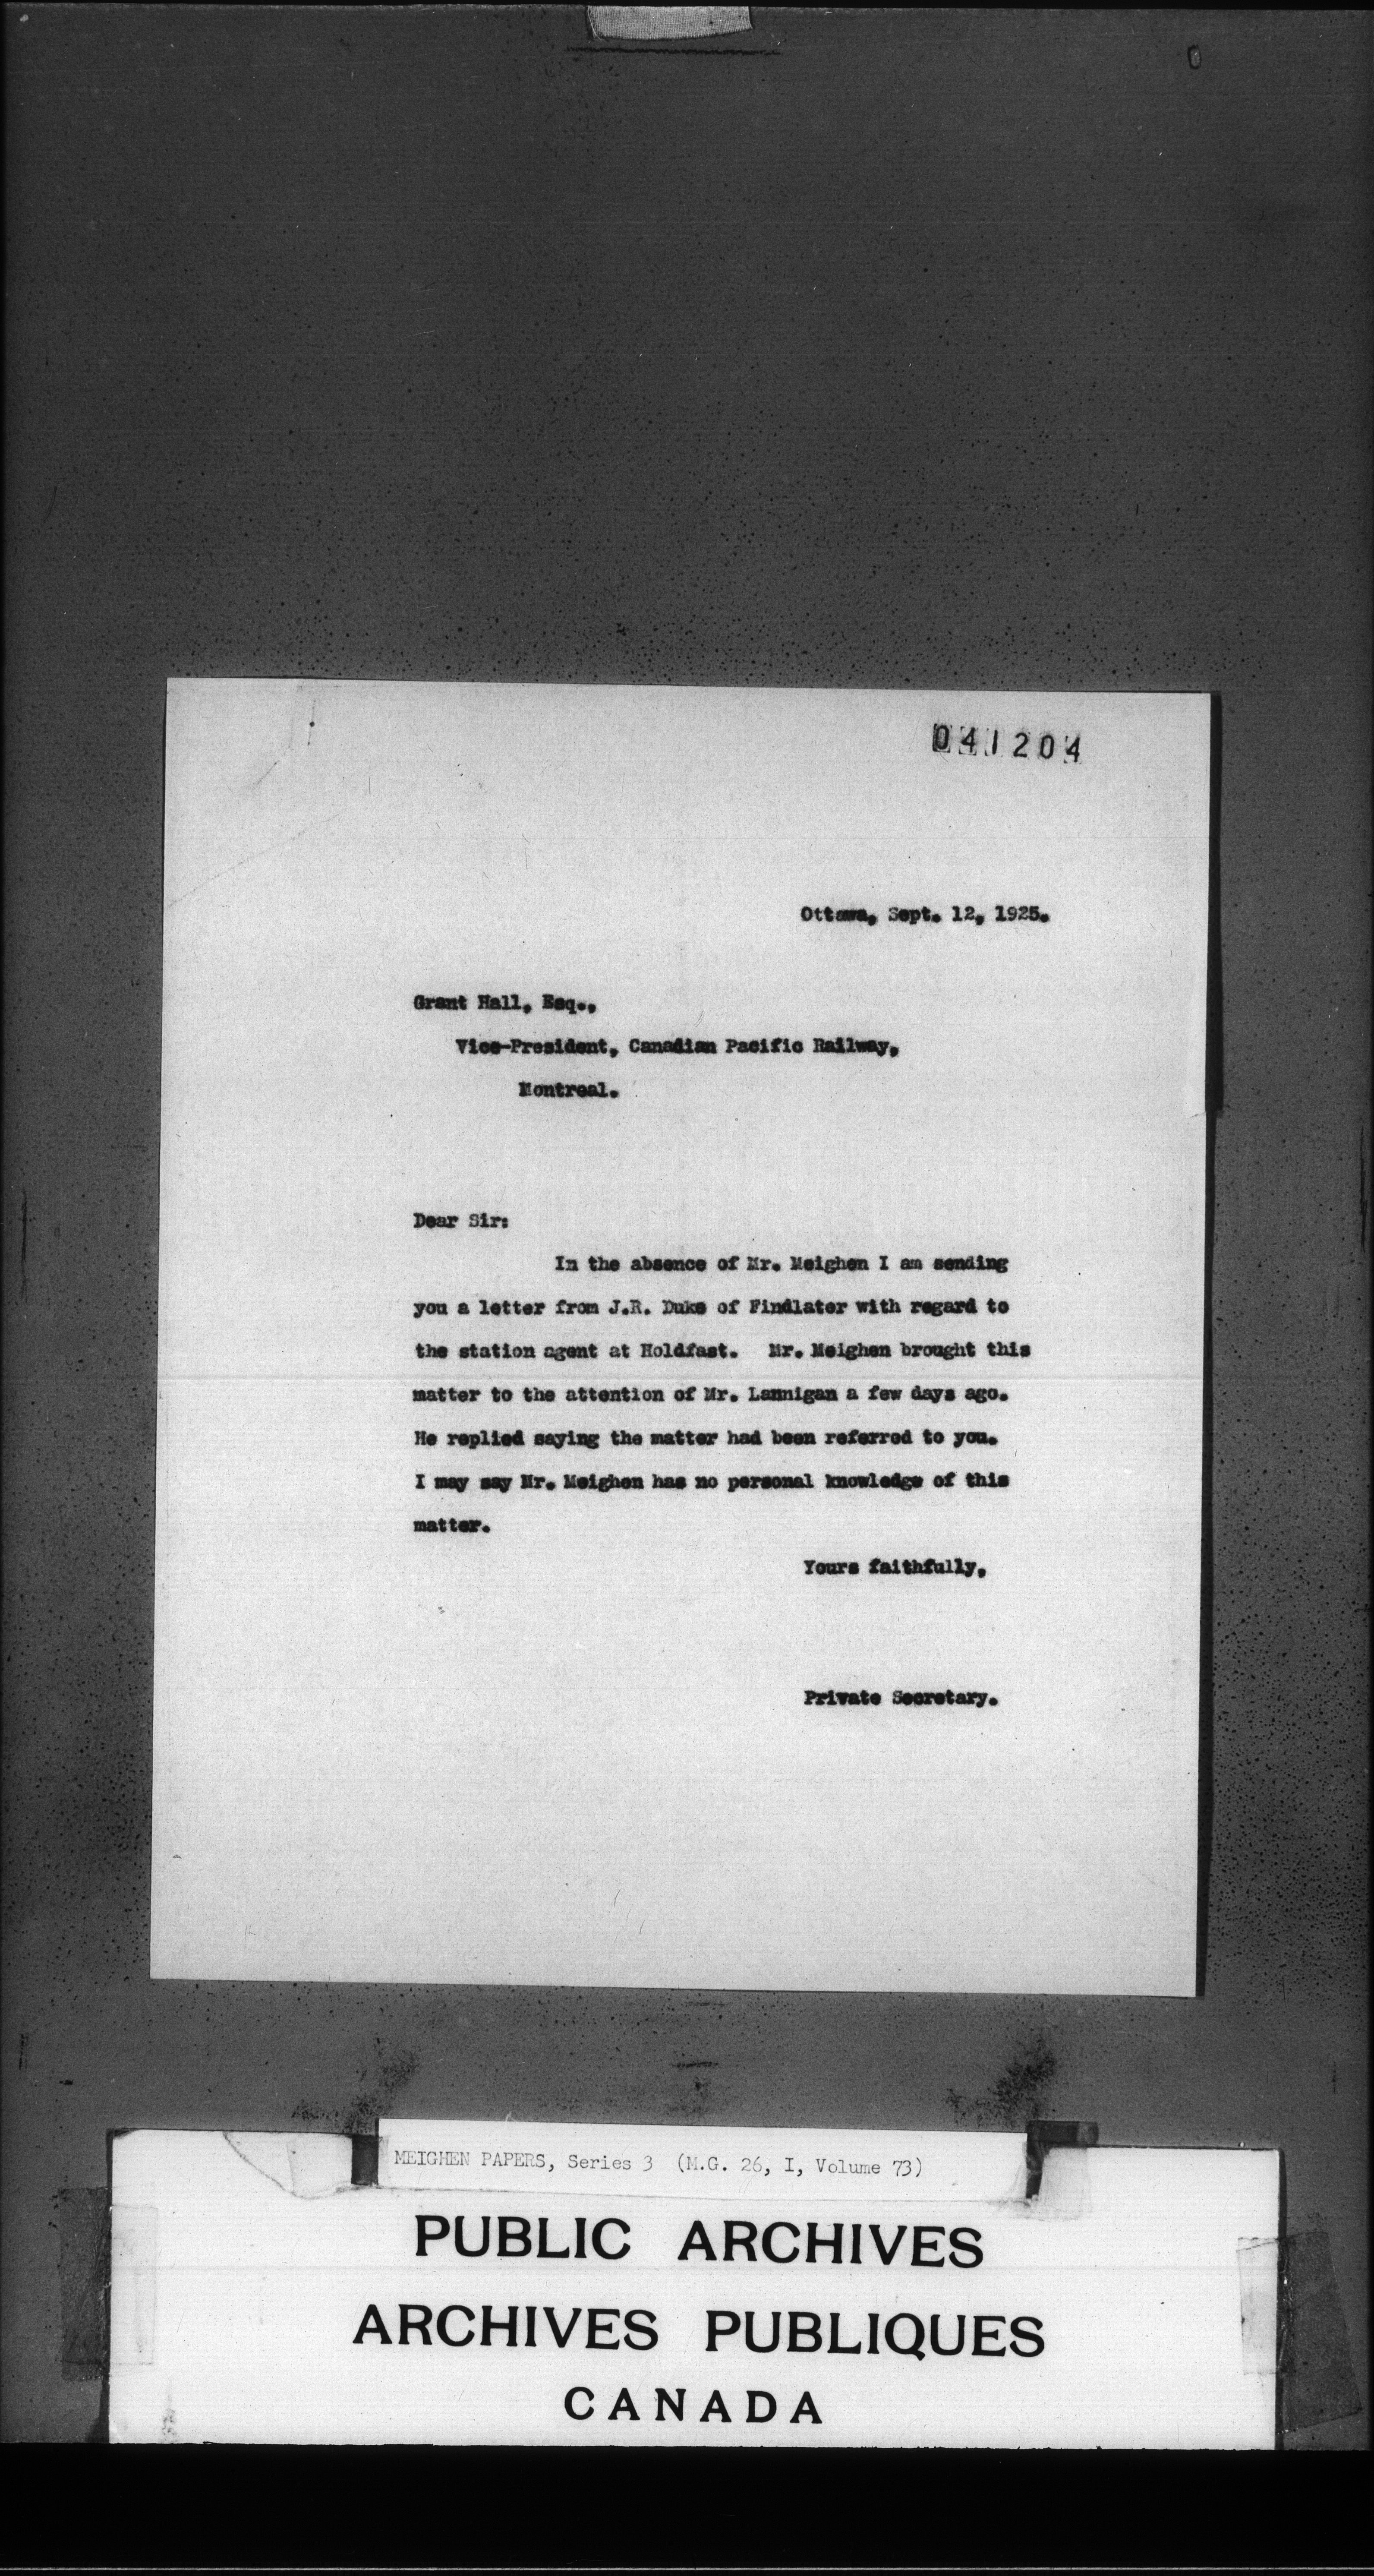 041204
Ottawa, Sept. 12, 1925.
Grant Hall, Esq.,
Vice-President, Canadian Pacific Railway,
Montreal.
Dear Sir:
In the absence of Mr. Meighen I am sending
you a letter from J.R. Duke of Findlater with regard to
the station agent at Holdfast. Mr. Meighen brought this
matter to the attention of Mr. Lannigan a few days ago.
He replied saying the matter had been referred to you.
I may say Mr. Meighen has no personal knowledge of this
matter.
Yours faithfully,
Private Secretary.
MEIGHEN PAPERS, Series 3 (M.G. 26, I, Volume 73)
PUBLIC ARCHIVES
ARCHIVES PUBLIQUES
CANADA